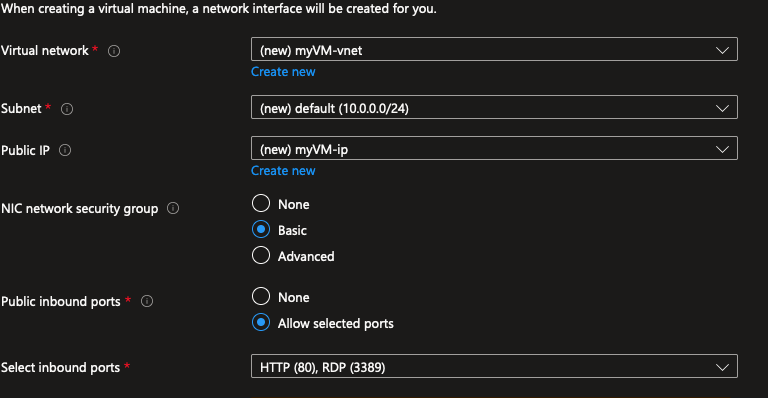 When creating a virtual machine, a network interface will be created for you.
Virtual network * (new) myVM-vnet
Create new
Subnet * (new) default (10.0.0.0/24)
Public IP (new) myVM-ip
Create new
NIC network security group
None
Basic
Advanced
Public inbound ports *
None
Allow selected ports
Select inbound ports * HTTP (80), RDP (3389)